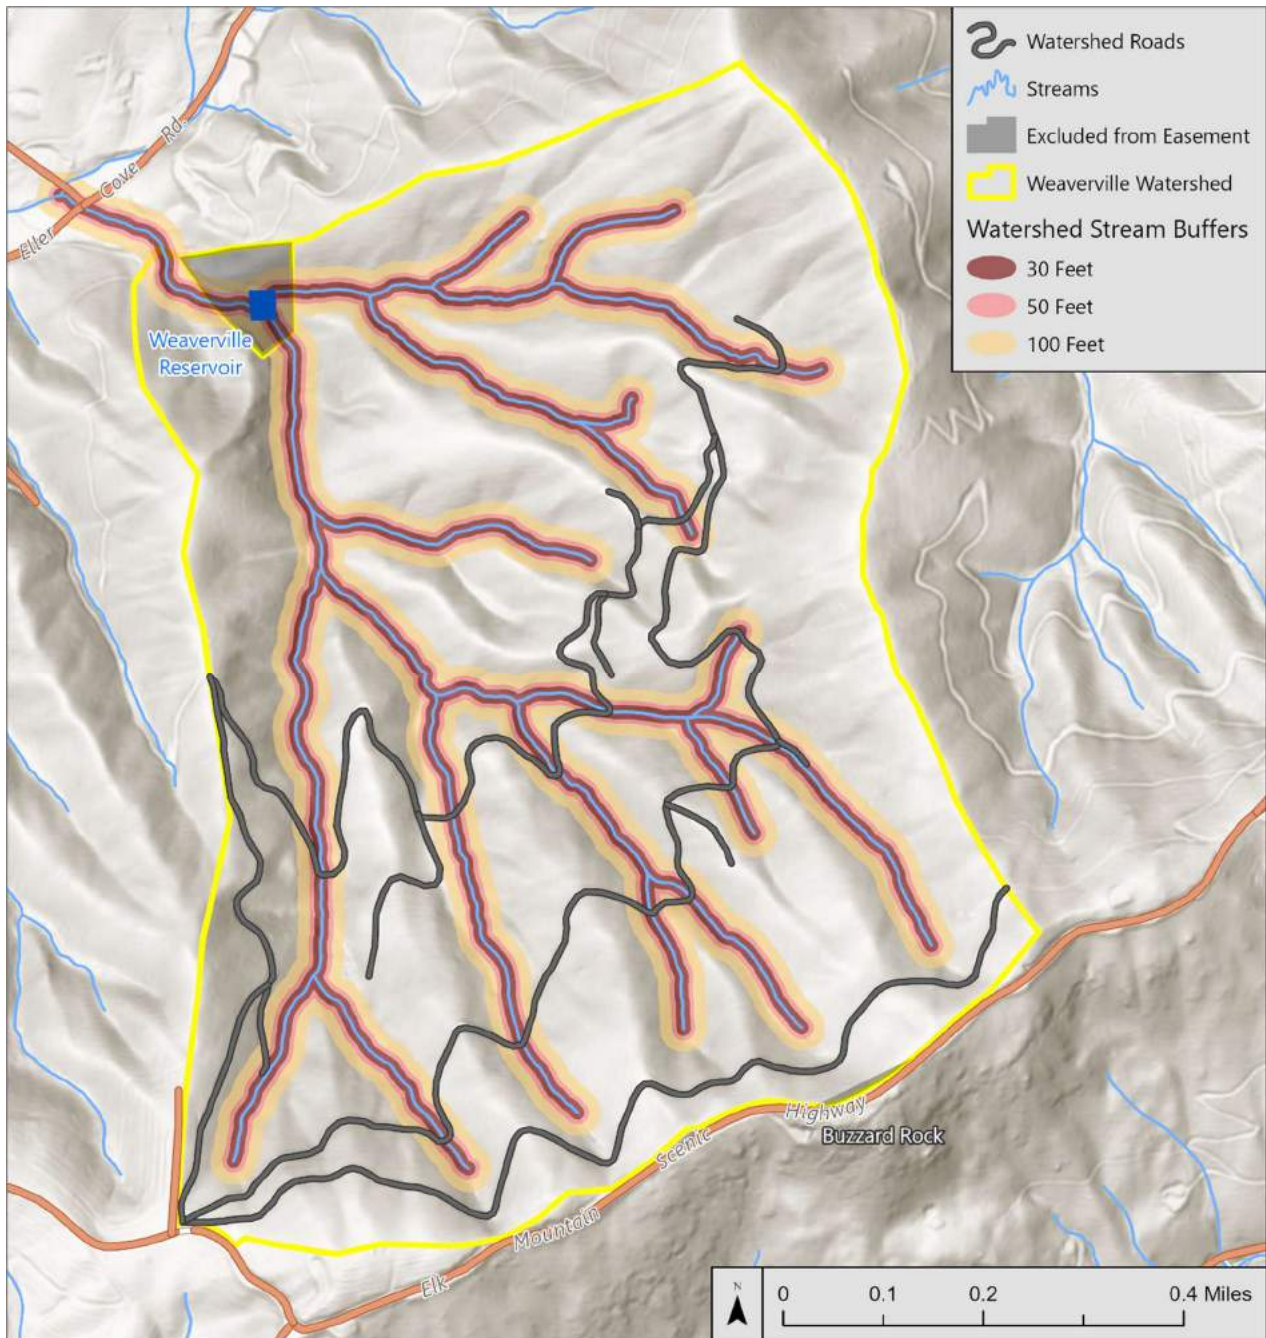 Watershed Roads
Streams
Excluded from Easement
Weaverville Watershed
Watershed Stream Buffers
30 Feet
50 Feet
100 Feet
Eller Cove Rd.
Weaverville
Reservoir
Elk Mountain Scenic Highway
Buzzard Rock
N
0 0.1 0.2 0.4 Miles